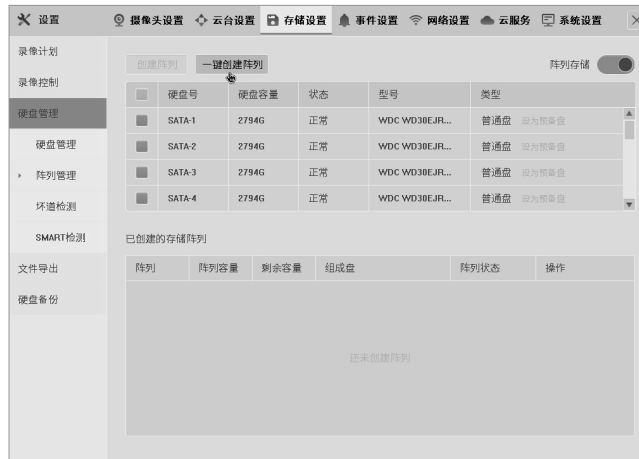 设置 摄像头设置 云台设置 存储设置 事件设置 网络设置 云服务 系统设置
录像计划
录像控制
硬盘管理
硬盘管理
阵列管理
坏道检测
SMART检测
文件导出
硬盘备份
创建阵列 一键创建阵列 阵列存储
硬盘号 硬盘容量 状态 型号 类型
SATA-1 2794G 正常 WDC WD30EJR... 普通盘 设为预备盘
SATA-2 2794G 正常 WDC WD30EJR... 普通盘 设为预备盘
SATA-3 2794G 正常 WDC WD30EJR... 普通盘 设为预备盘
SATA-4 2794G 正常 WDC WD30EJR... 普通盘 设为预备盘
已创建的存储阵列
阵列 阵列容量 剩余容量 组成盘 阵列状态 操作
还未创建阵列